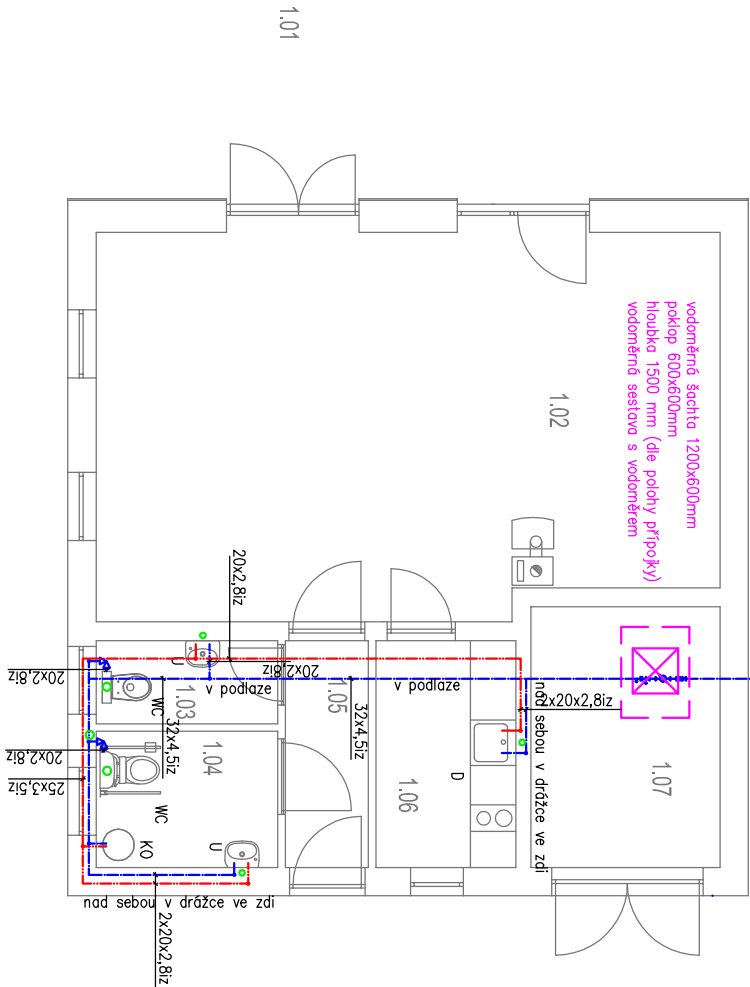 1.01
vodoměrná šachta 1200x600mm
poklop 600x600mm
hloubka 1500 mm (dle polohy přípojky)
vodoměrná sestava s vodoměrem
1.02
20x2,8iz
U
20x2,8iz
v podlaze
v podlaze
nad sebou v drážce ve zdi
2x20x2,8iz
20x2,8iz
WC
1.03
32x4,5iz
1.05
32x4,5iz
1.04
1.06
D
1.07
20x2,8iz
25x3,5iz
WC
KO
U
nad sebou v drážce ve zdi
2x20x2,8iz